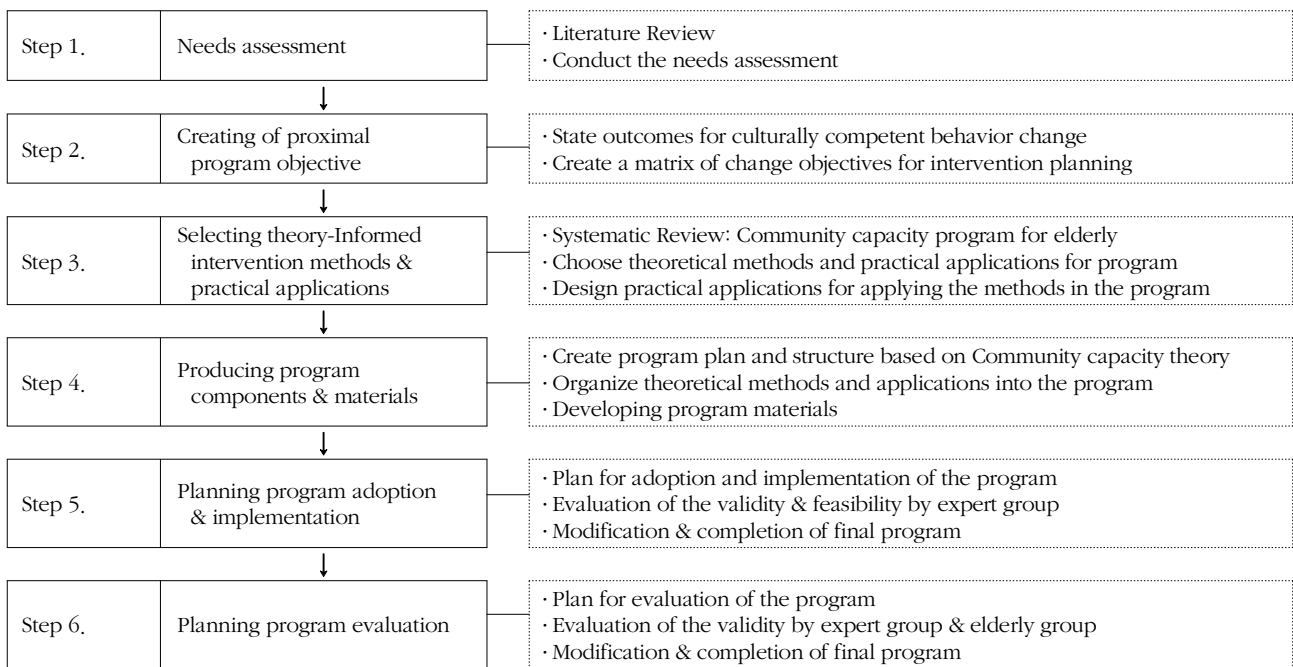 Step 1.
Needs assessment
· Literature Review
· Conduct the needs assessment
Step 2.
Creating of proximal
program objective
· State outcomes for culturally competent behavior change
· Create a matrix of change objectives for intervention planning
Step 3.
Selecting theory-Informed
intervention methods &
practical applications
· Systematic Review: Community capacity program for elderly
· Choose theoretical methods and practical applications for program
· Design practical applications for applying the methods in the program
Step 4.
Producing program
components & materials
· Create program plan and structure based on Community capacity theory
· Organize theoretical methods and applications into the program
· Developing program materials
Step 5.
Planning program adoption
& implementation
· Plan for adoption and implementation of the program
· Evaluation of the validity & feasibility by expert group
· Modification & completion of final program
Step 6.
Planning program evaluation
· Plan for evaluation of the program
· Evaluation of the validity by expert group & elderly group
· Modification & completion of final program